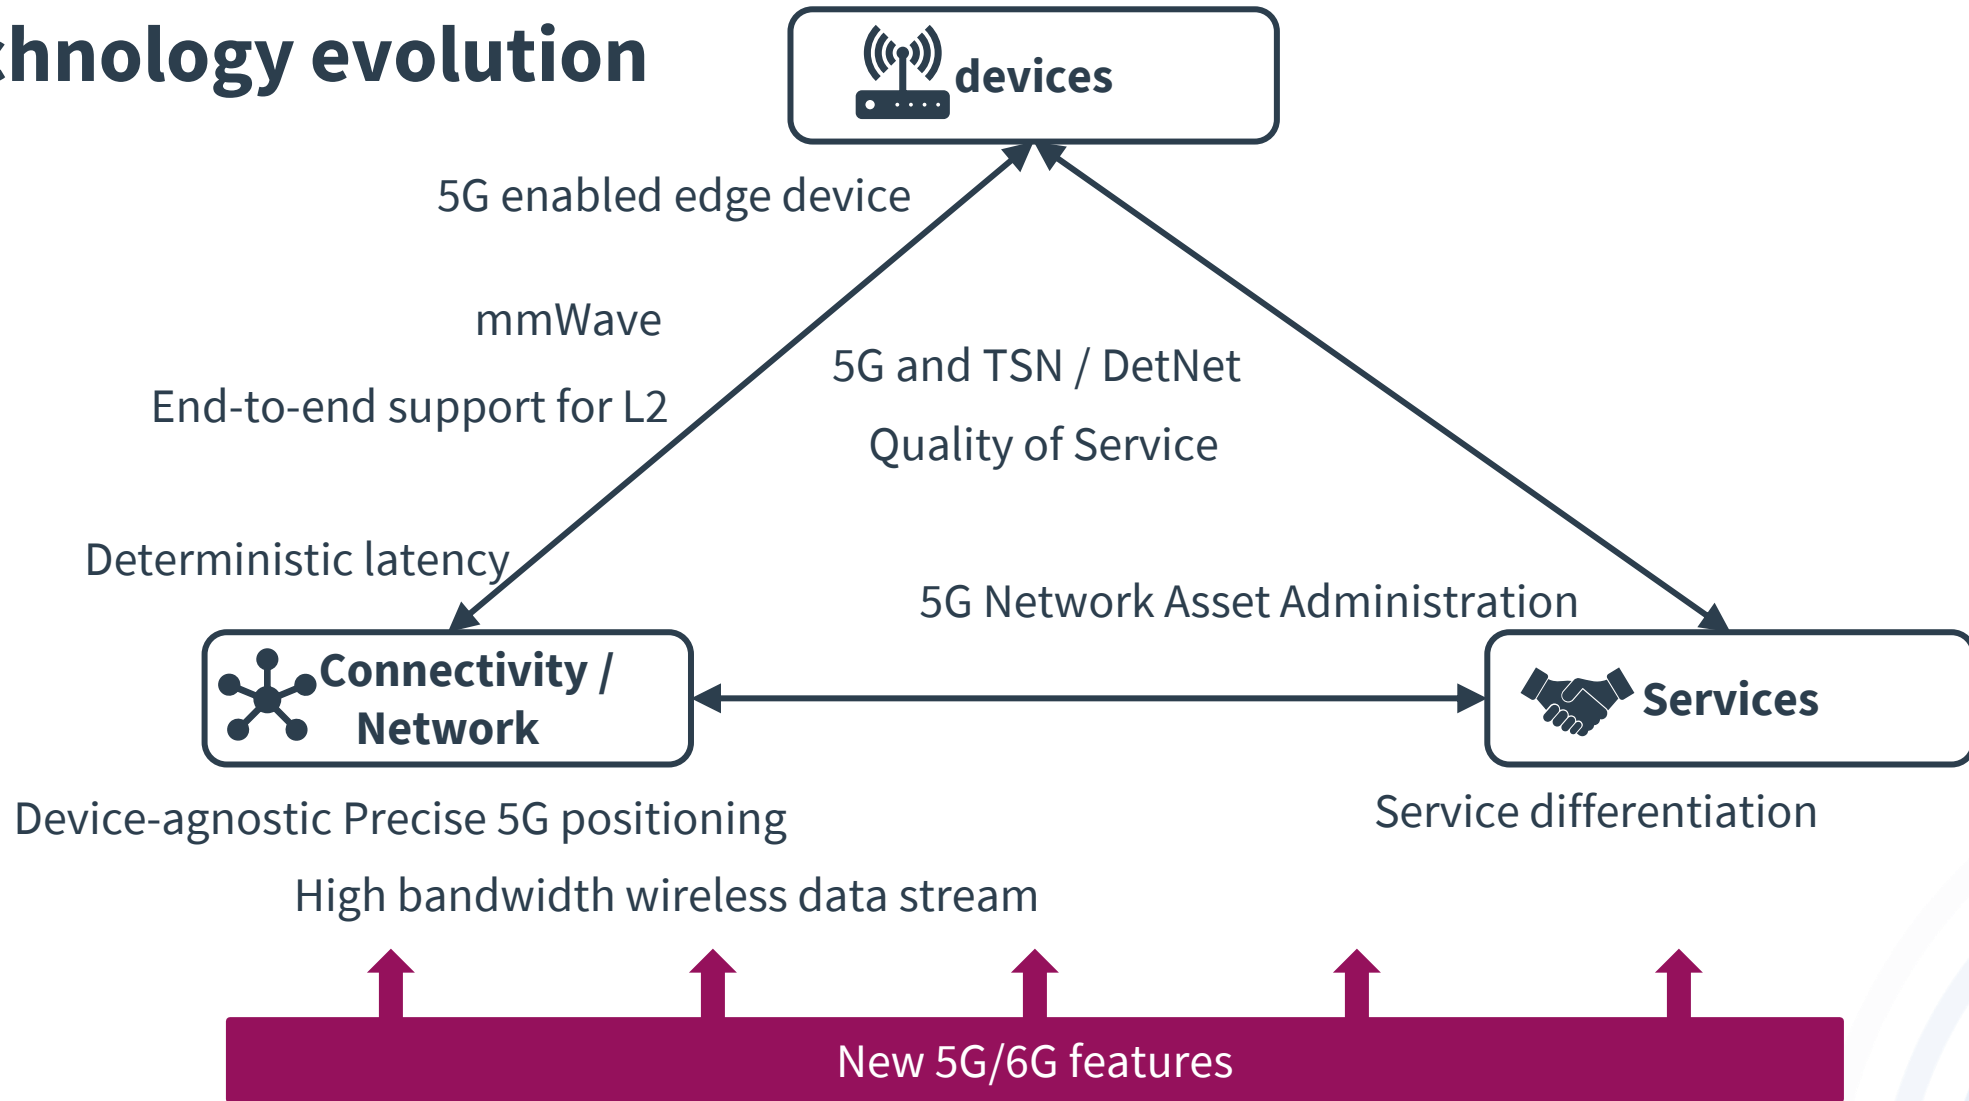 chnology evolution
devices
5G enabled edge device
mmWave
5G and TSN / DetNet
End-to-end support for L2
Quality of Service
Deterministic latency
5G Network Asset Administration
Connectivity /
Network
Services
Device-agnostic Precise 5G positioning
Service differentiation
High bandwidth wireless data stream
New 5G/6G features